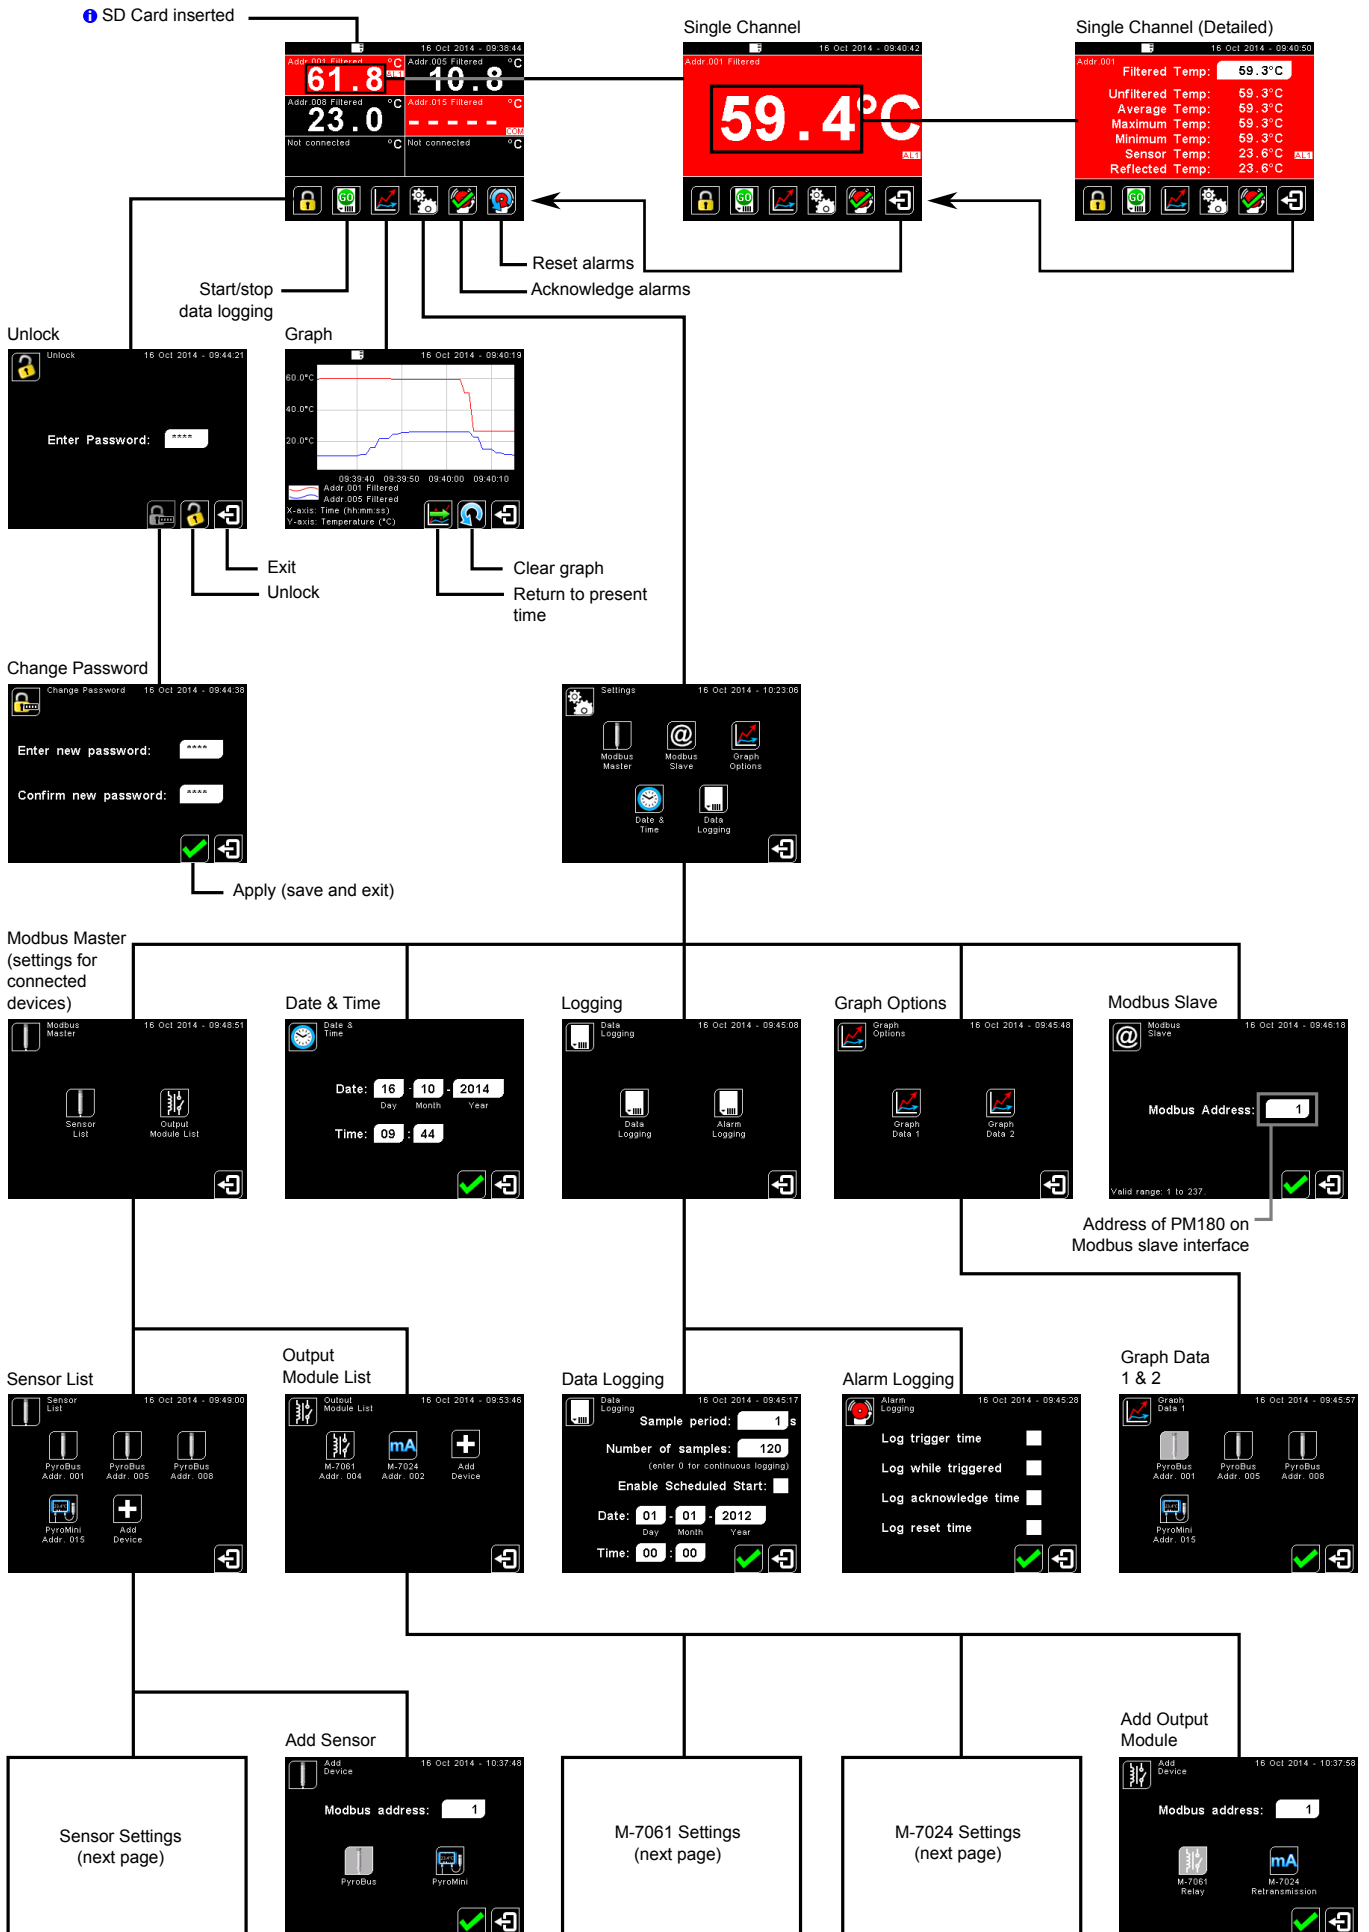 SD Card inserted
16 Oct 2014 - 09:38:44
Addr.001 Filtered °C
61.8
AL1
Addr.005 Filtered °C
10.8
Addr.008 Filtered °C
23.0
Addr.015 Filtered °C
- - - - -
COM
Not connected °C
Not connected °C
GO
Single Channel
16 Oct 2014 - 09:40:42
Addr.001 Filtered
59.4°C
AL1
GO
Single Channel (Detailed)
16 Oct 2014 - 09:40:50
Addr.001
Filtered Temp: 59.3°C
Unfiltered Temp: 59.3°C
Average Temp: 59.3°C
Maximum Temp: 59.3°C
Minimum Temp: 59.3°C
Sensor Temp: 23.6°C
AL1
Reflected Temp: 23.6°C
GO
Reset alarms
Acknowledge alarms
Start/stop
data logging
Unlock
Unlock
16 Oct 2014 - 09:44:21
Enter Password: ****
Exit
Unlock
Graph
16 Oct 2014 - 09:40:19
60.0°C
40.0°C
20.0°C
09:39:40 09:39:50 09:40:00 09:40:10
Addr.001 Filtered
Addr.005 Filtered
X-axis: Time (hh:mm:ss)
Y-axis: Temperature (°C)
Clear graph
Return to present
time
Change Password
Change Password
16 Oct 2014 - 09:44:38
Enter new password: ****
Confirm new password: ****
Apply (save and exit)
Settings
16 Oct 2014 - 10:23:06
Modbus
Master
@
Modbus
Slave
Graph
Options
Date &
Time
Data
Logging
Modbus Master
(settings for
connected
devices)
Modbus
Master
16 Oct 2014 - 09:48:51
Sensor
List
Output
Module List
Date & Time
Date &
Time
Date: 16 - 10 - 2014
Day Month Year
Time: 09 : 44
Logging
Data
Logging
16 Oct 2014 - 09:45:08
Data
Logging
Alarm
Logging
Graph Options
Graph
Options
16 Oct 2014 - 09:45:48
Graph
Data 1
Graph
Data 2
Modbus Slave
@
Modbus
Slave
16 Oct 2014 - 09:46:18
Modbus Address: 1
Valid range: 1 to 237.
Address of PM180 on
Modbus slave interface
Sensor List
Sensor
List
16 Oct 2014 - 09:49:00
PyroBus
Addr. 001
PyroBus
Addr. 005
PyroBus
Addr. 008
PyroMini
Addr. 015
Add
Device
Output
Module List
Output
Module List
16 Oct 2014 - 09:53:46
M-7061
Addr. 004
mA
M-7024
Addr. 002
Add
Device
Data Logging
Data
Logging
16 Oct 2014 - 09:45:17
Sample period: 1 s
Number of samples: 120
(enter 0 for continuous logging)
Enable Scheduled Start:
Date: 01 - 01 - 2012
Day Month Year
Time: 00 : 00
Alarm Logging
Alarm
Logging
16 Oct 2014 - 09:45:28
Log trigger time
Log while triggered
Log acknowledge time
Log reset time
Graph Data
1 & 2
Graph
Data 1
16 Oct 2014 - 09:45:57
PyroBus
Addr. 001
PyroBus
Addr. 005
PyroBus
Addr. 008
PyroMini
Addr. 015
Sensor Settings
(next page)
Add Sensor
Add
Device
16 Oct 2014 - 10:37:48
Modbus address: 1
PyroBus
PyroMini
M-7061 Settings
(next page)
M-7024 Settings
(next page)
Add Output
Module
Add
Device
16 Oct 2014 - 10:37:58
Modbus address: 1
M-7061
Relay
mA
M-7024
Retransmission